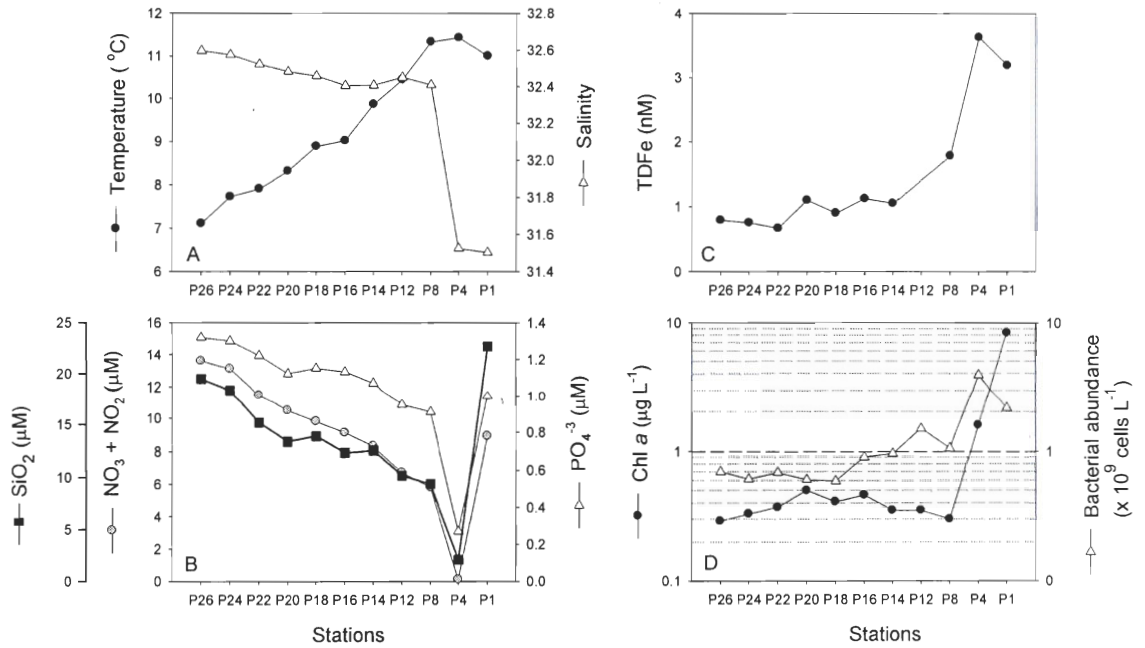 Temperature ( °C)
12
11
10
9
8
7
6
A
32.8
32.6
32.4
32.2
32.0
31.8
31.6
31.4
Salinity
P26 P24 P22 P20 P18 P16 P14 P12 P8 P4 P1
TDFe (nM)
4
3
2
1
0
C
P26 P24 P22 P20 P18 P16 P14 P12 P8 P4 P1
SiO2 (µM)
25
20
15
10
5
0
NO3 + NO2 (µM)
16
14
12
10
8
6
4
2
0
B
1.4
1.2
1.0
0.8
0.6
0.4
0.2
0.0
PO4-3 (µM)
P26 P24 P22 P20 P18 P16 P14 P12 P8 P4 P1
Stations
Chl a (µg L-1)
10
1
0.1
D
10
1
0
Bacterial abundance
(x 10^9 cells L-1)
P26 P24 P22 P20 P18 P16 P14 P12 P8 P4 P1
Stations